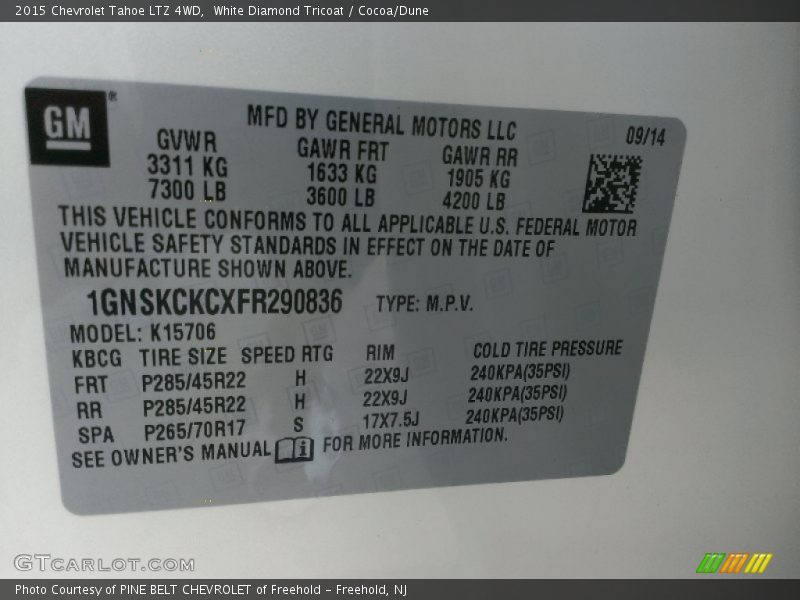 2015 Chevrolet Tahoe LTZ 4WD, White Diamond Tricoat / Cocoa/Dune
GM®
MFD BY GENERAL MOTORS LLC
09/14
GVWR GAWR FRT GAWR RR
3311 KG 1633 KG 1905 KG
7300 LB 3600 LB 4200 LB
THIS VEHICLE CONFORMS TO ALL APPLICABLE U.S. FEDERAL MOTOR
VEHICLE SAFETY STANDARDS IN EFFECT ON THE DATE OF
MANUFACTURE SHOWN ABOVE.
1GNSKCKCXFR290836 TYPE: M.P.V.
MODEL: K15706
KBCG TIRE SIZE SPEED RTG RIM COLD TIRE PRESSURE
FRT P285/45R22 H 22X9J 240KPA(35PSI)
RR P285/45R22 H 22X9J 240KPA(35PSI)
SPA P265/70R17 S 17X7.5J 240KPA(35PSI)
SEE OWNER'S MANUAL i FOR MORE INFORMATION.
GTCARLOT.COM
Photo Courtesy of PINE BELT CHEVROLET of Freehold – Freehold, NJ